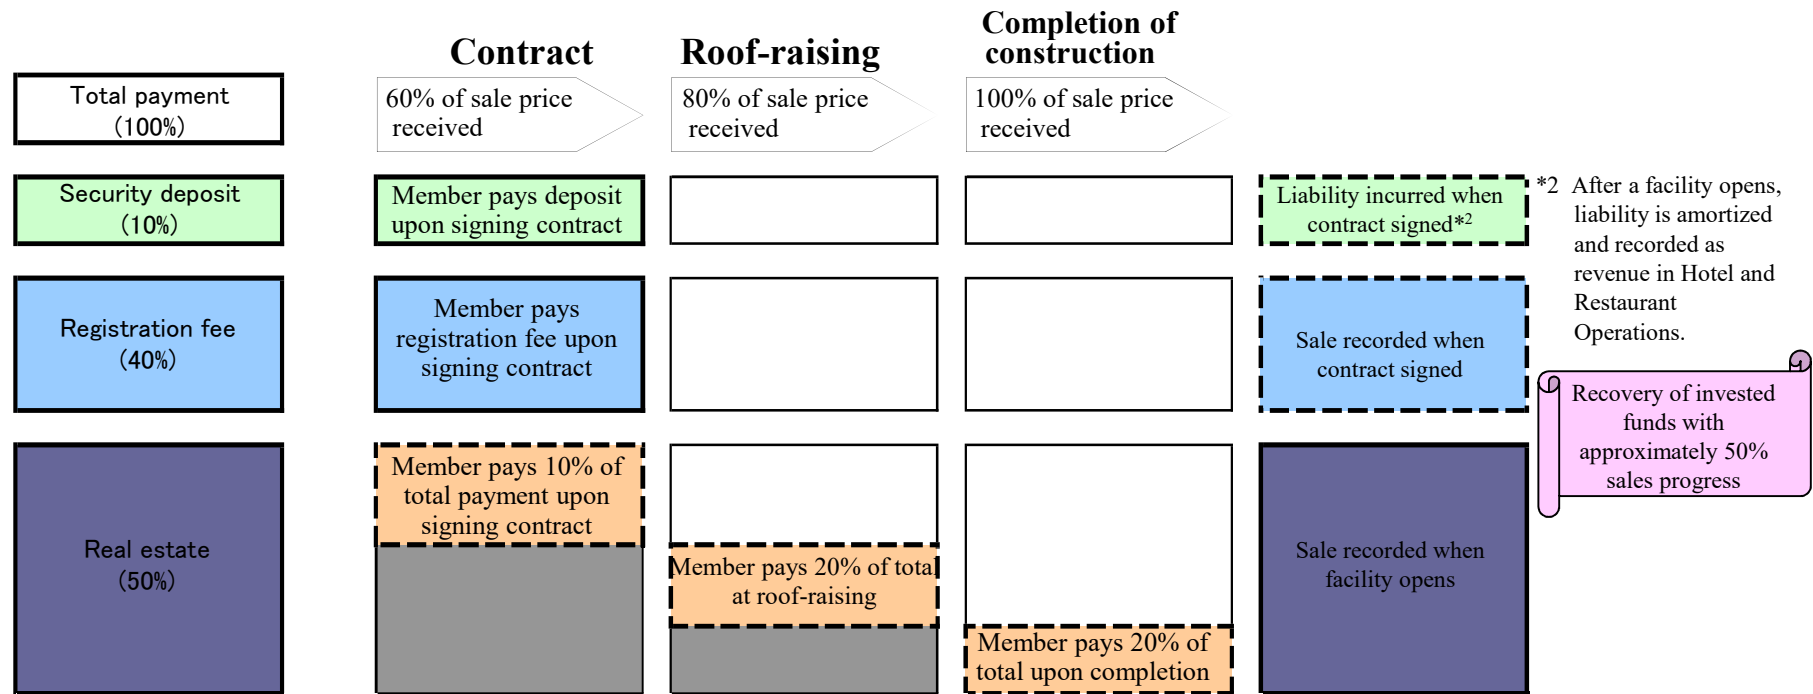 Contract
Roof-raising
Completion of
construction
Total payment
(100%)
60% of sale price
received
80% of sale price
received
100% of sale price
received
Security deposit
(10%)
Member pays deposit
upon signing contract
Liability incurred when
contract signed*2
*2 After a facility opens,
liability is amortized
and recorded as
revenue in Hotel and
Restaurant
Operations.
Registration fee
(40%)
Member pays
registration fee upon
signing contract
Sale recorded when
contract signed
Recovery of invested
funds with
approximately 50%
sales progress
Real estate
(50%)
Member pays 10% of
total payment upon
signing contract
Member pays 20% of total
at roof-raising
Member pays 20% of
total upon completion
Sale recorded when
facility opens